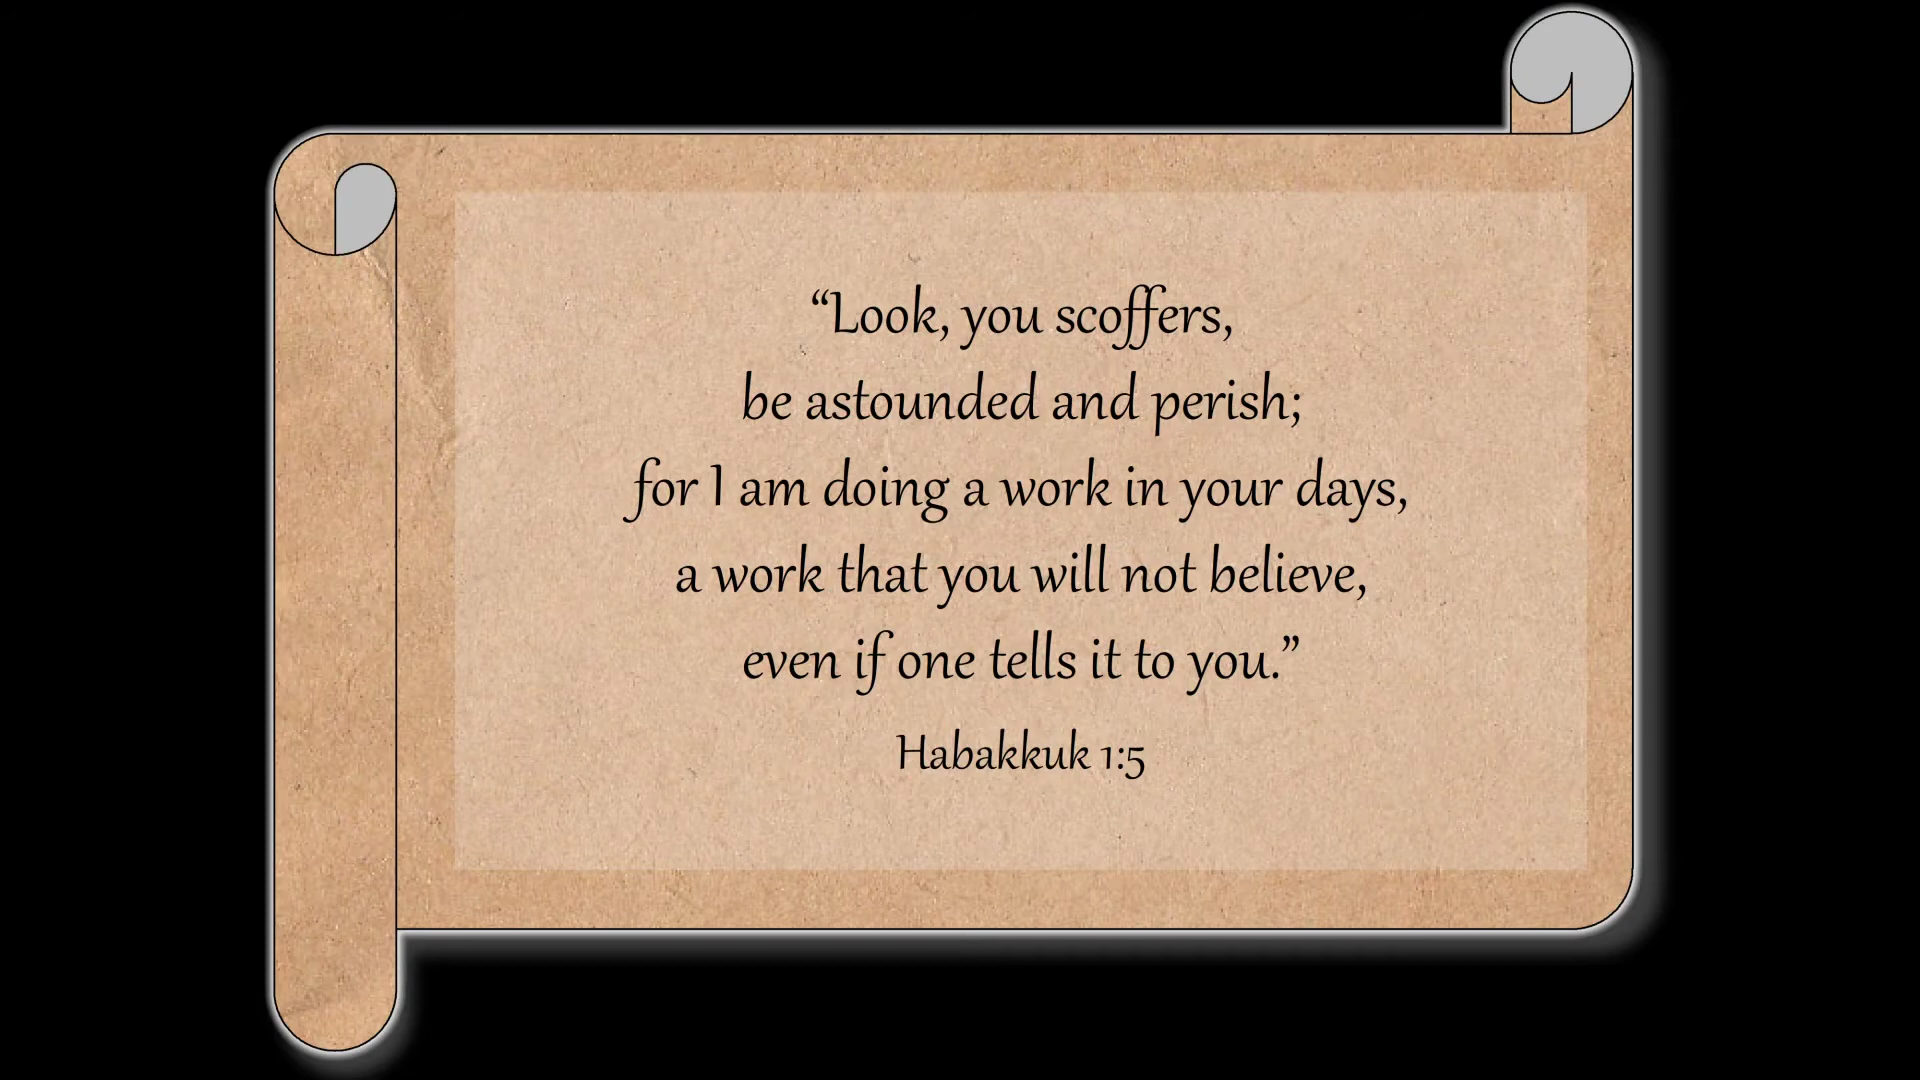 “Look, you scoffers,
be astounded and perish;
for I am doing a work in your days,
a work that you will not believe,
even if one tells it to you.”
Habakkuk 1:5